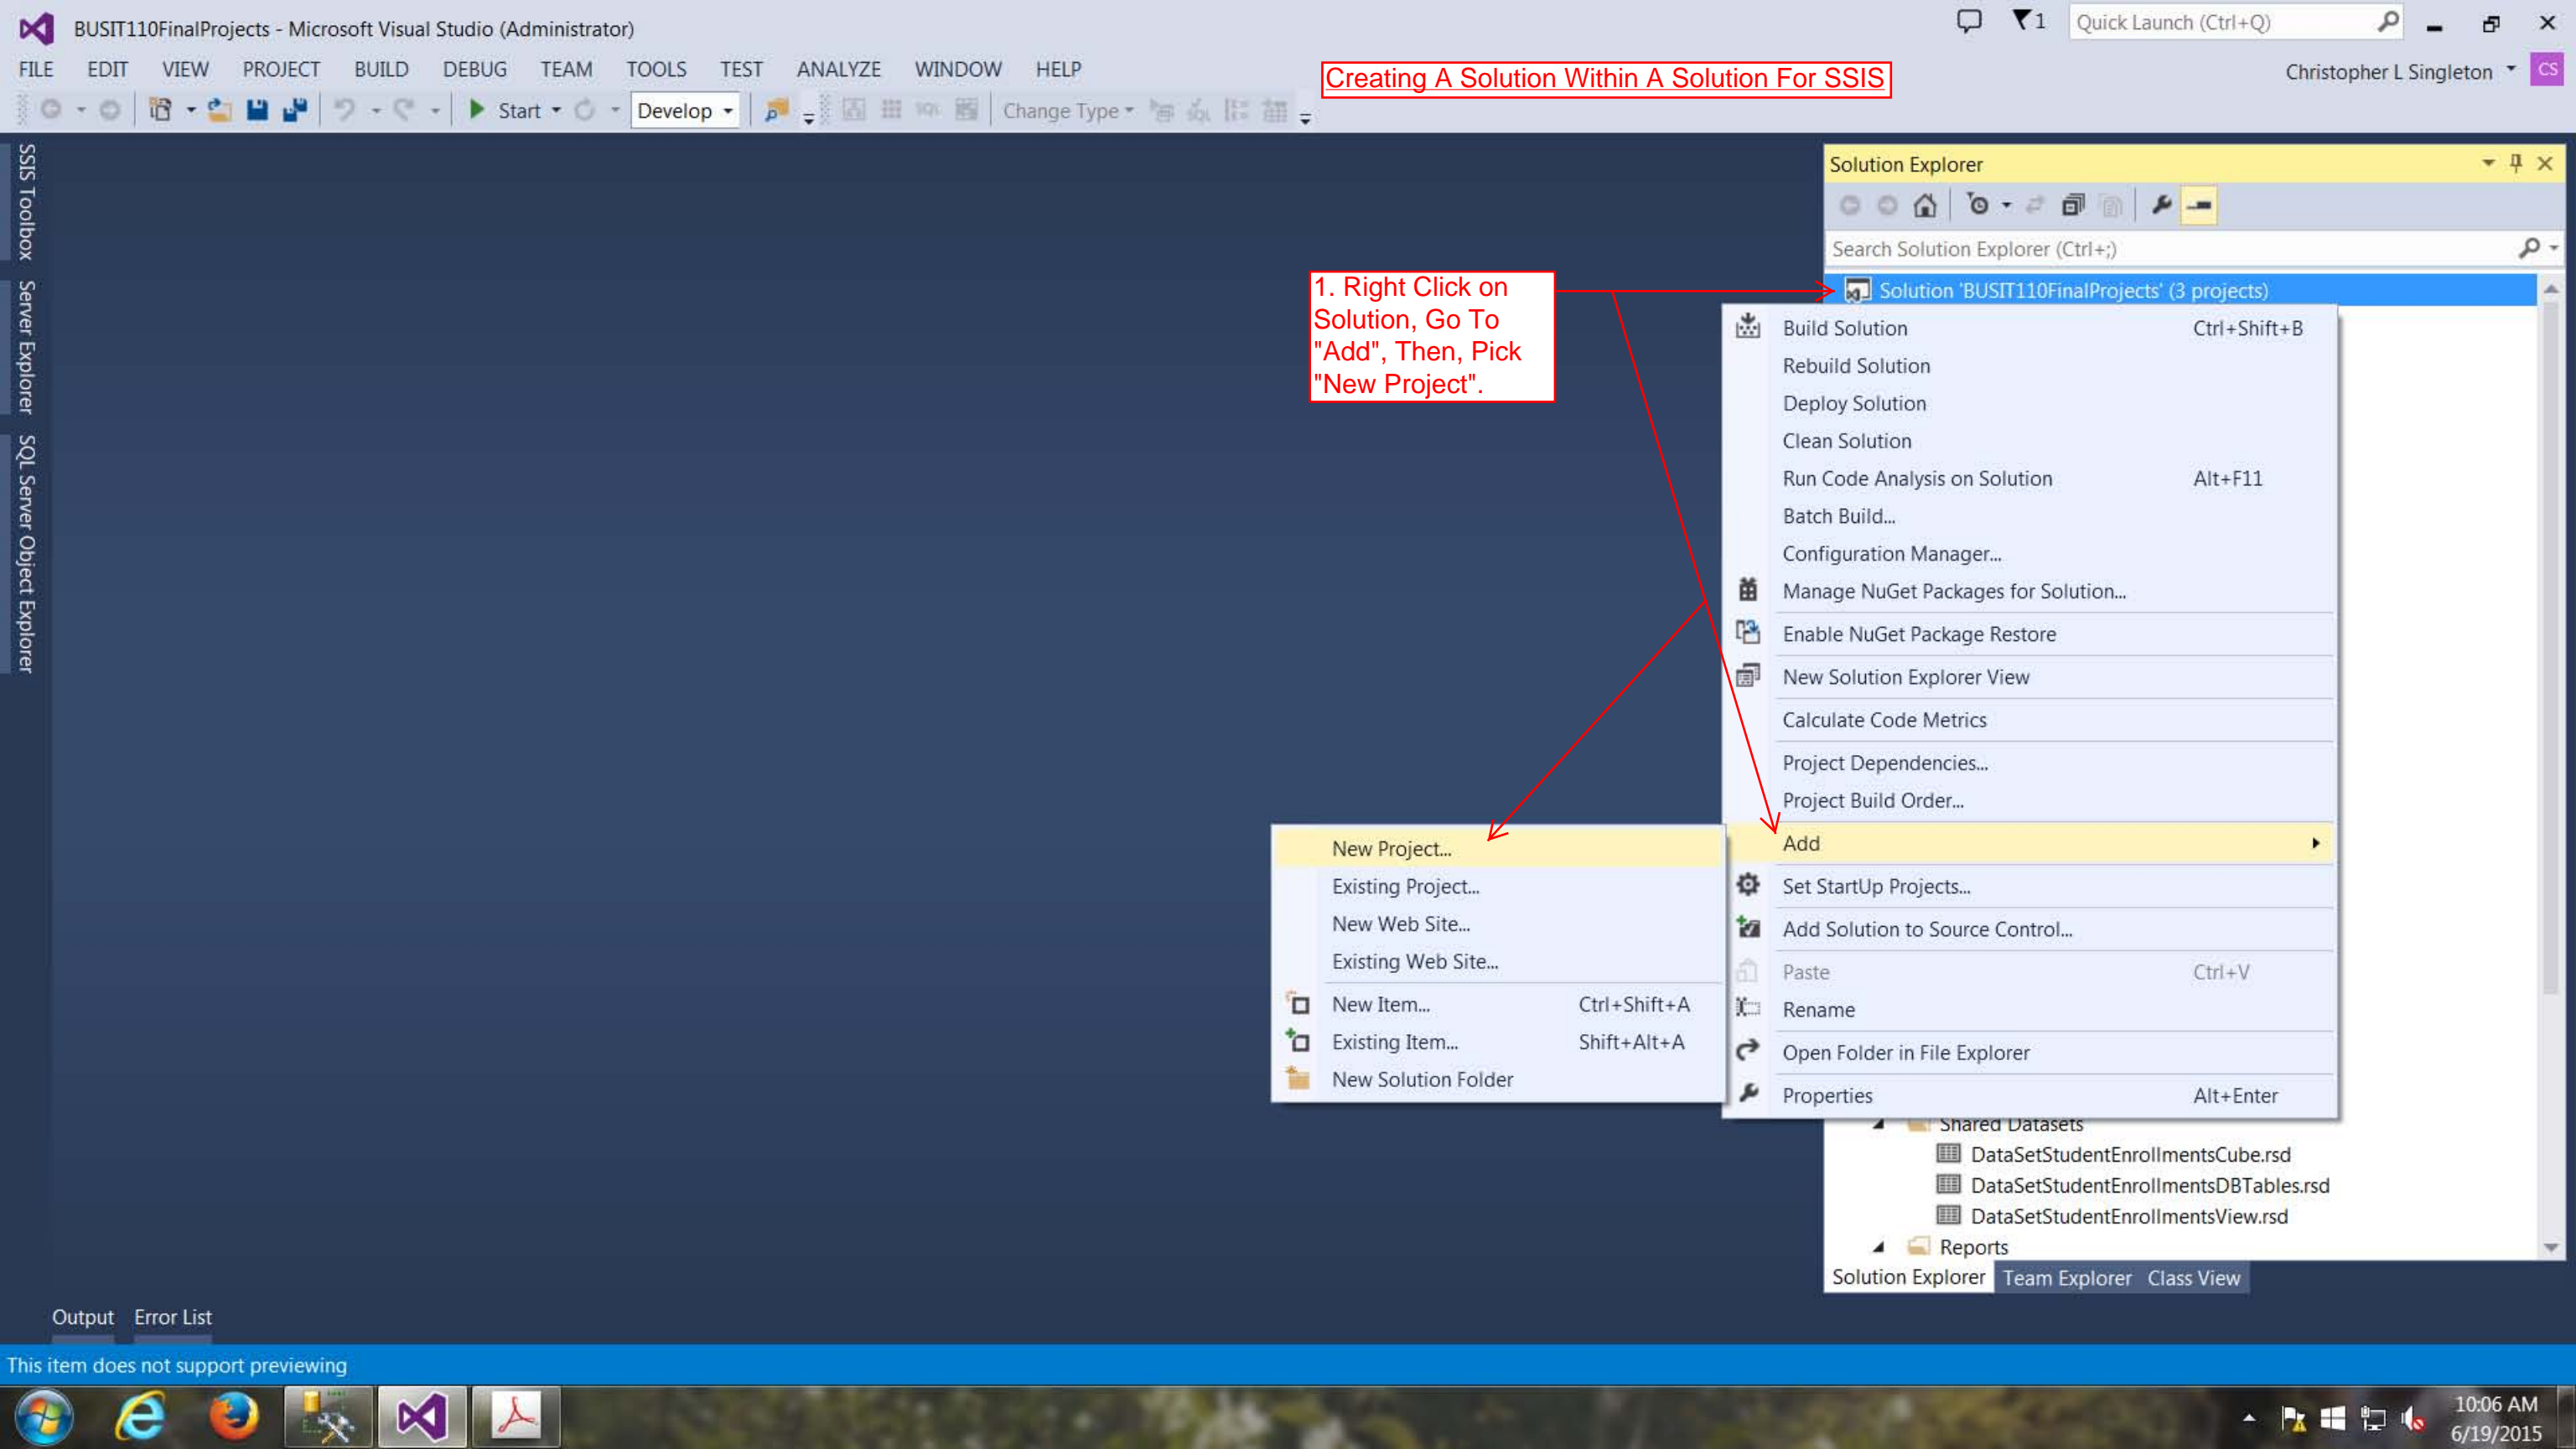 BUSIT110FinalProjects - Microsoft Visual Studio (Administrator)
1
Quick Launch (Ctrl+Q)
FILE EDIT VIEW PROJECT BUILD DEBUG TEAM TOOLS TEST ANALYZE WINDOW HELP
Creating A Solution Within A Solution For SSIS
Christopher L Singleton
CS
Start
Develop
Change Type
SSIS Toolbox
Server Explorer
SQL Server Object Explorer
Solution Explorer
Search Solution Explorer (Ctrl+;)
Solution 'BUSIT110FinalProjects' (3 projects)
1. Right Click on
Solution, Go To
"Add", Then, Pick
"New Project".
Build Solution Ctrl+Shift+B
Rebuild Solution
Deploy Solution
Clean Solution
Run Code Analysis on Solution Alt+F11
Batch Build...
Configuration Manager...
Manage NuGet Packages for Solution...
Enable NuGet Package Restore
New Solution Explorer View
Calculate Code Metrics
Project Dependencies...
Project Build Order...
Add
Set StartUp Projects...
Add Solution to Source Control...
Paste Ctrl+V
Rename
Open Folder in File Explorer
Properties Alt+Enter
New Project...
Existing Project...
New Web Site...
Existing Web Site...
New Item... Ctrl+Shift+A
Existing Item... Shift+Alt+A
New Solution Folder
Shared Datasets
DataSetStudentEnrollmentsCube.rsd
DataSetStudentEnrollmentsDBTables.rsd
DataSetStudentEnrollmentsView.rsd
Reports
Solution Explorer Team Explorer Class View
Output Error List
This item does not support previewing
10:06 AM
6/19/2015